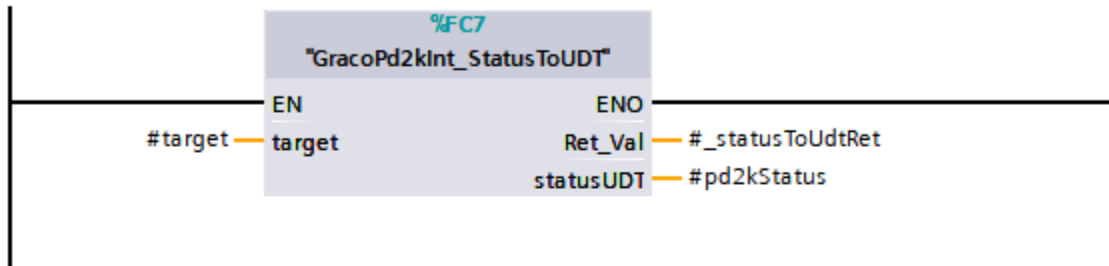 %FC7
"GracoPd2kInt_StatusToUDT"
EN ENO
#target target Ret_Val #_statusToUdtRet
statusUDT #pd2kStatus